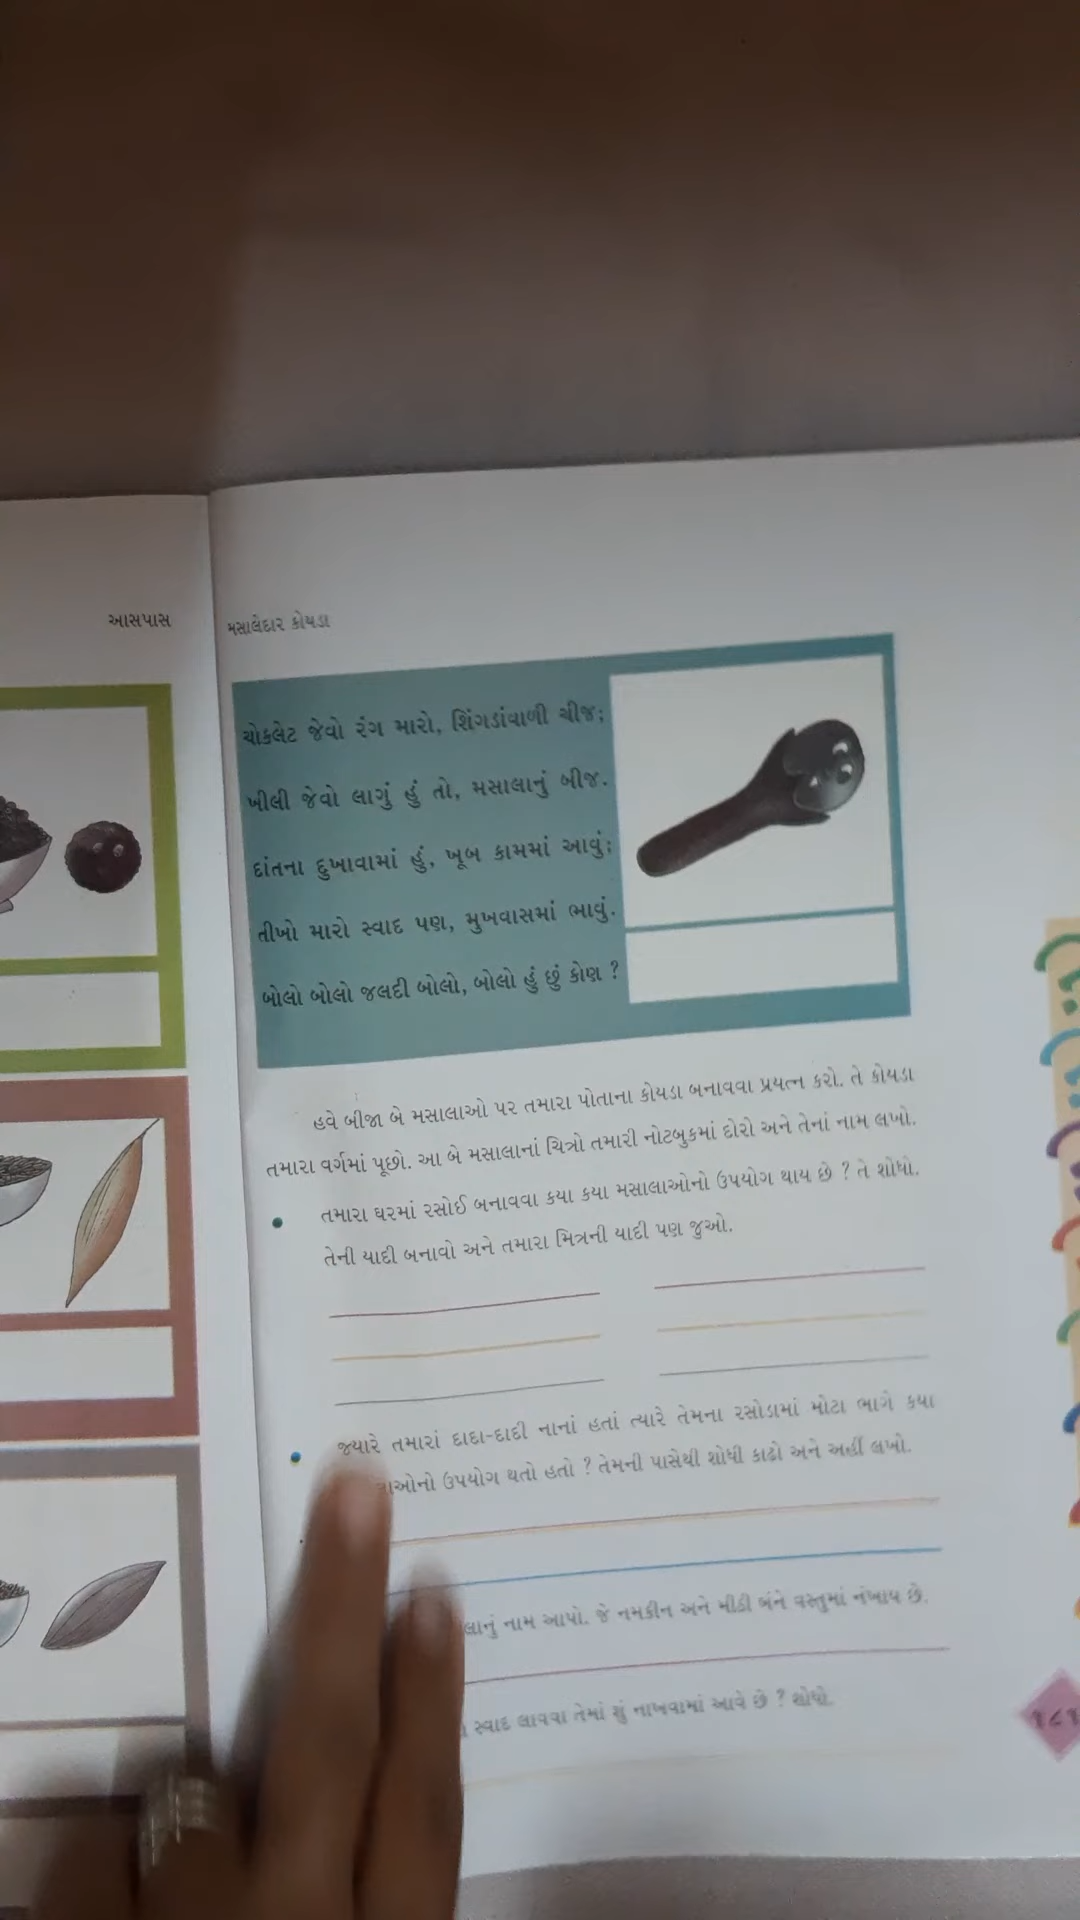 આસપાસ
મસાલેદાર કોયડા
ચોકલેટ જેવો રંગ મારો, શિંગડાંવાળી ચીજ;
ખીલી જેવો લાગું હું તો, મસાલાનું બીજ.
દાંતના દુખાવામાં હું, ખૂબ કામમાં આવું;
તીખો મારો સ્વાદ પણ, મુખવાસમાં ભાવું.
બોલો બોલો જલદી બોલો, બોલો હું છું કોણ ?
હવે બીજા બે મસાલાઓ પર તમારા પોતાના કોયડા બનાવવા પ્રયત્ન કરો. તે કોયડા
તમારા વર્ગમાં પૂછો. આ બે મસાલાનાં ચિત્રો તમારી નોટબુકમાં દોરો અને તેનાં નામ લખો.
• તમારા ઘરમાં રસોઈ બનાવવા કયા કયા મસાલાઓનો ઉપયોગ થાય છે ? તે શોધો.
તેની યાદી બનાવો અને તમારા મિત્રની યાદી પણ જુઓ.
• જ્યારે તમારાં દાદા-દાદી નાનાં હતાં ત્યારે તેમના રસોડામાં મોટા ભાગે કયા
ઉપયોગ થતો હતો ? તેમની પાસેથી શોધી કાઢો અને અહીં લખો.
નામ આપો. જે નમકીન અને મીઠી બંને વસ્તુમાં નંખાય છે.
સ્વાદ લાવવા તેમાં શું નાખવામાં આવે છે ? શોધો.
૧૮૧